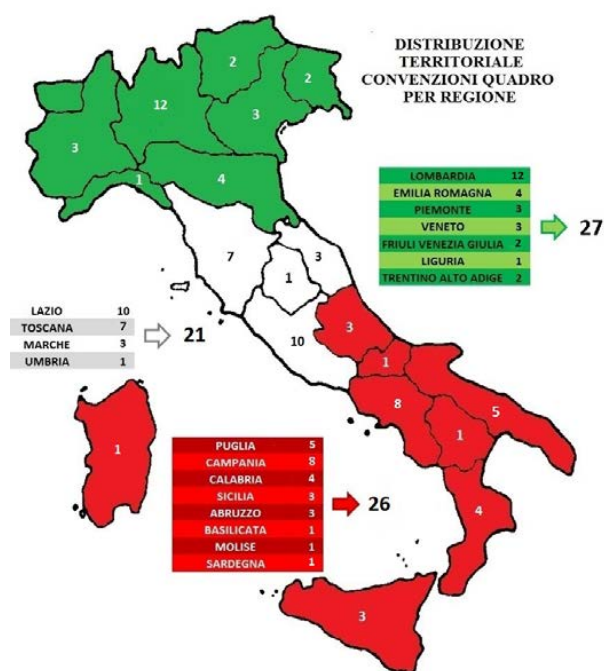 DISTRIBUZIONE
TERRITORIALE
CONVENZIONI QUADRO
PER REGIONE
2
2
12
3
3
1
4
LOMBARDIA 12
EMILIA ROMAGNA 4
PIEMONTE 3
VENETO 3
FRIULI VENEZIA GIULIA 2
LIGURIA 1
TRENTINO ALTO ADIGE 2
27
7
3
1
10
LAZIO 10
TOSCANA 7
MARCHE 3
UMBRIA 1
21
3
1
8
5
1
1
4
3
PUGLIA 5
CAMPANIA 8
CALABRIA 4
SICILIA 3
ABRUZZO 3
BASILICATA 1
MOLISE 1
SARDEGNA 1
26